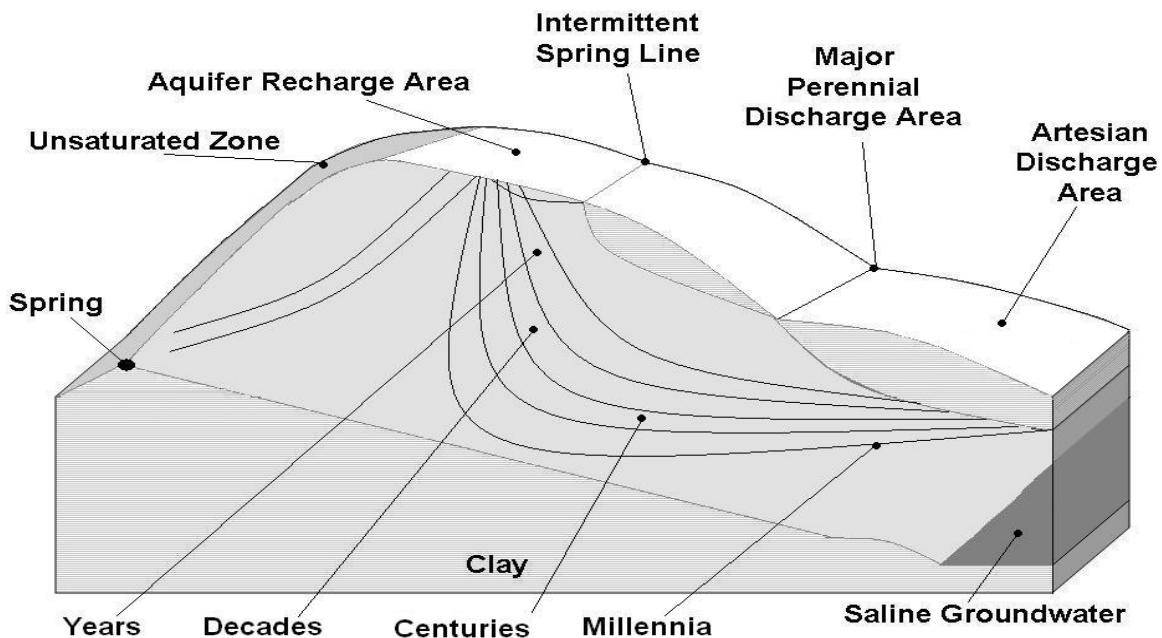 Intermittent
Spring Line
Major
Perennial
Discharge Area
Aquifer Recharge Area
Unsaturated Zone
Artesian
Discharge
Area
Spring
Clay
Years
Decades
Centuries
Millennia
Saline Groundwater